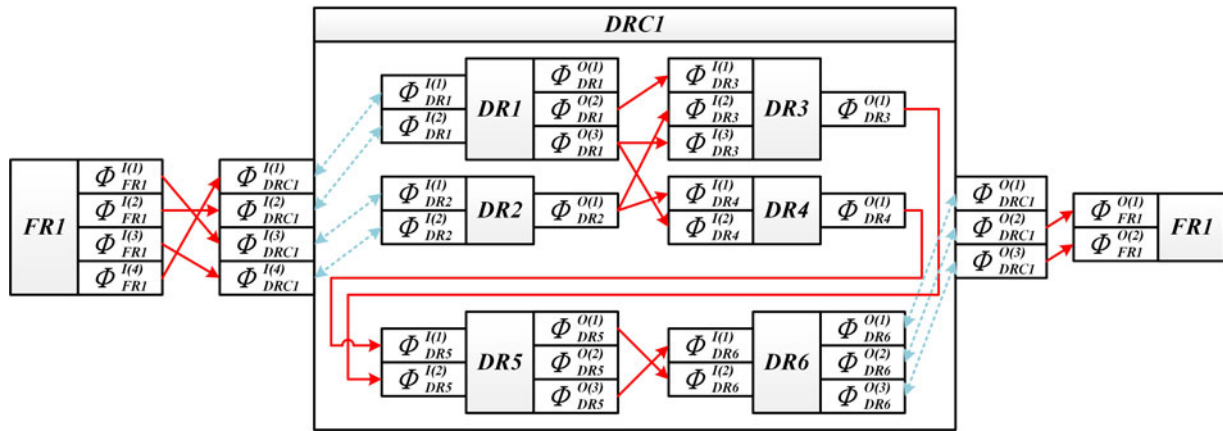 DRC1
FR1
Φ I(1) FR1
Φ I(2) FR1
Φ I(3) FR1
Φ I(4) FR1
Φ I(1) DRC1
Φ I(2) DRC1
Φ I(3) DRC1
Φ I(4) DRC1
Φ I(1) DR1
Φ I(2) DR1
DR1
Φ O(1) DR1
Φ O(2) DR1
Φ O(3) DR1
Φ I(1) DR3
Φ I(2) DR3
Φ I(3) DR3
DR3
Φ O(1) DR3
Φ I(1) DR2
Φ I(2) DR2
DR2
Φ O(1) DR2
Φ I(1) DR4
Φ I(2) DR4
DR4
Φ O(1) DR4
Φ I(1) DR5
Φ I(2) DR5
DR5
Φ O(1) DR5
Φ O(2) DR5
Φ O(3) DR5
Φ I(1) DR6
Φ I(2) DR6
DR6
Φ O(1) DR6
Φ O(2) DR6
Φ O(3) DR6
Φ O(1) DRC1
Φ O(2) DRC1
Φ O(3) DRC1
Φ O(1) FR1
Φ O(2) FR1
FR1